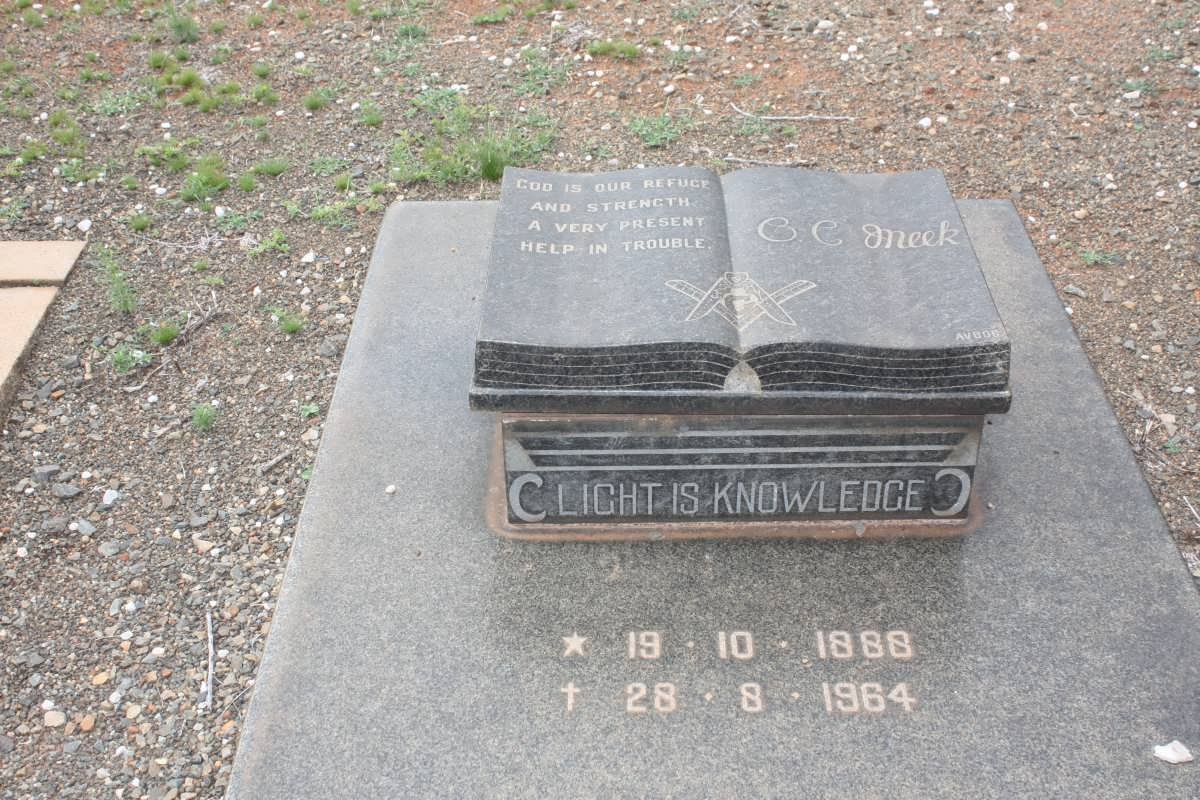 GOD IS OUR REFUGE
AND STRENGTH
A VERY PRESENT
HELP IN TROUBLE.
C C Meek
AVBOB
LIGHT IS KNOWLEDGE
★ 19 · 10 · 1888
† 28 · 8 · 1964